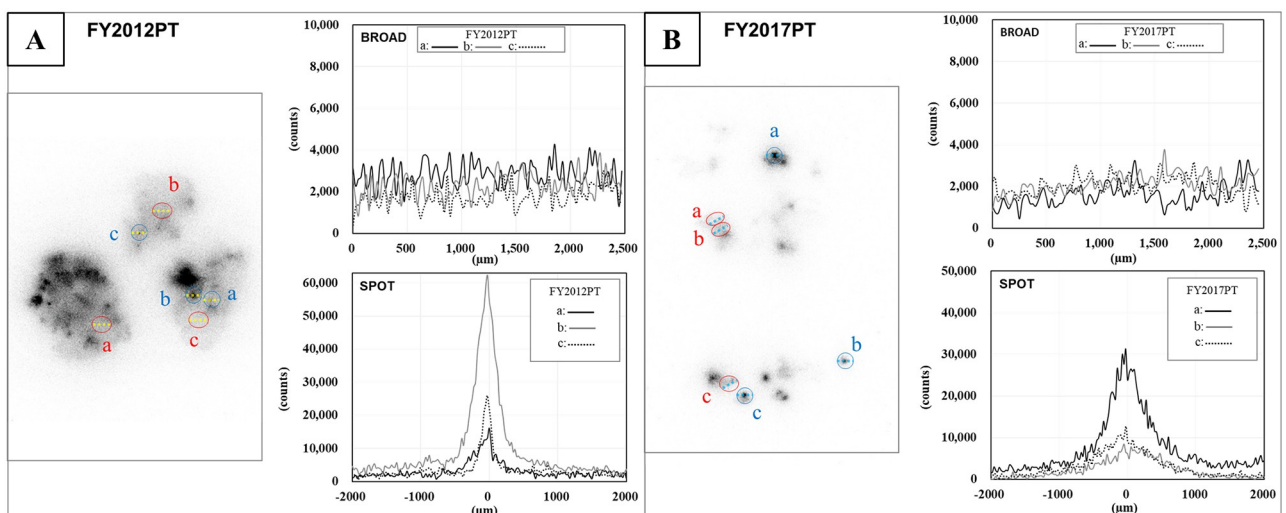 A
FY2012PT
b
c
b
a
a
c
BROAD
FY2012PT
a: b: c:
10,000
8,000
6,000
4,000
2,000
0
(counts)
0 500 1,000 1,500 2,000 2,500
(µm)
SPOT
FY2012PT
a:
b:
c:
60,000
50,000
40,000
30,000
20,000
10,000
0
(counts)
-2000 -1000 0 1000 2000
(µm)
B
FY2017PT
a
a
b
b
c
c
BROAD
FY2017PT
a: b: c:
10,000
8,000
6,000
4,000
2,000
0
(counts)
0 500 1,000 1,500 2,000 2,500
(µm)
SPOT
FY2017PT
a:
b:
c:
50,000
40,000
30,000
20,000
10,000
0
(counts)
-2000 -1000 0 1000 2000
(µm)